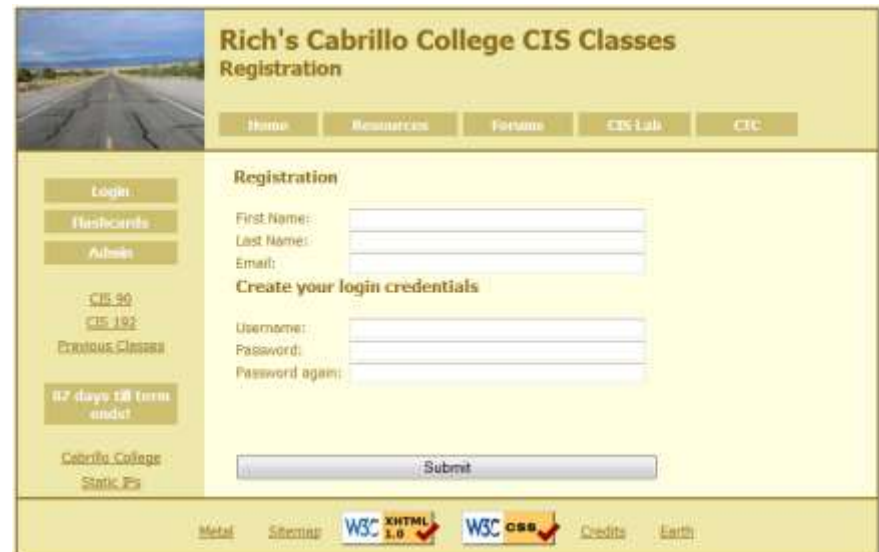 Rich's Cabrillo College CIS Classes
Registration
Home Resources Forums CIS Lab CTC
Login
Flashcards
Admin
CIS 90
CIS 192
Previous Classes
87 days till term
ends!
Cabrillo College
Static IPs
Registration
First Name:
Last Name:
Email:
Create your login credentials
Username:
Password:
Password again:
Submit
Metal Sitemap W3C XHTML 1.0 W3C CSS Credits Earth